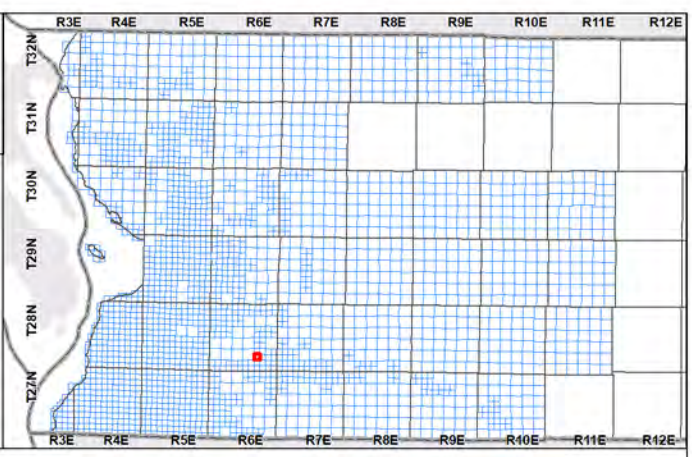 R3E R4E R5E R6E R7E R8E R9E R10E R11E R12E
T32N
T31N
T30N
T29N
T28N
T27N
R3E R4E R5E R6E R7E R8E R9E R10E R11E R12E